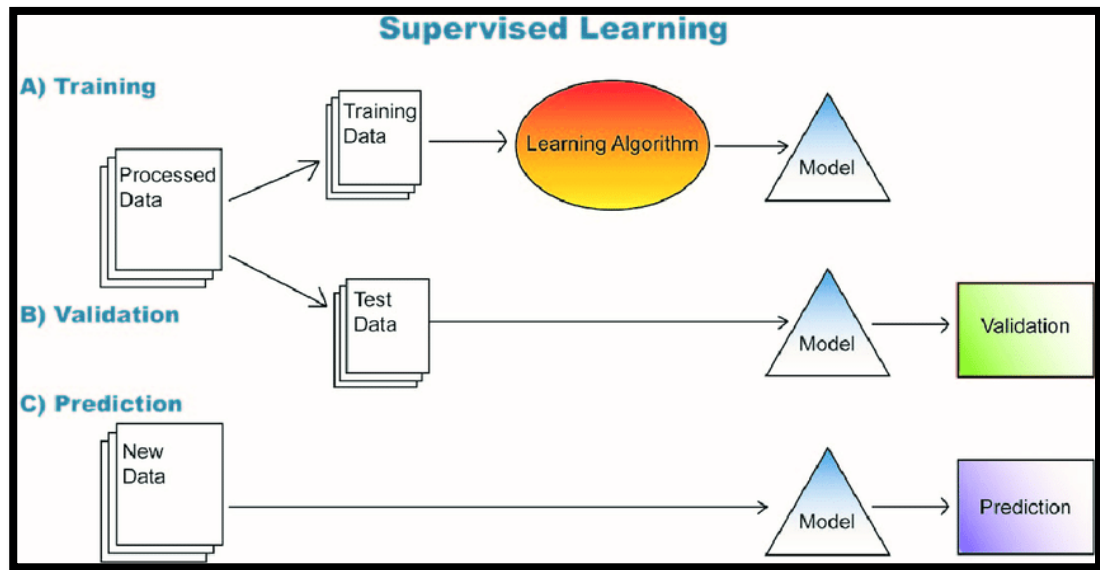 Supervised Learning
A) Training
Processed
Data
Training
Data
Learning Algorithm
Model
B) Validation
Test
Data
Model
Validation
C) Prediction
New
Data
Model
Prediction